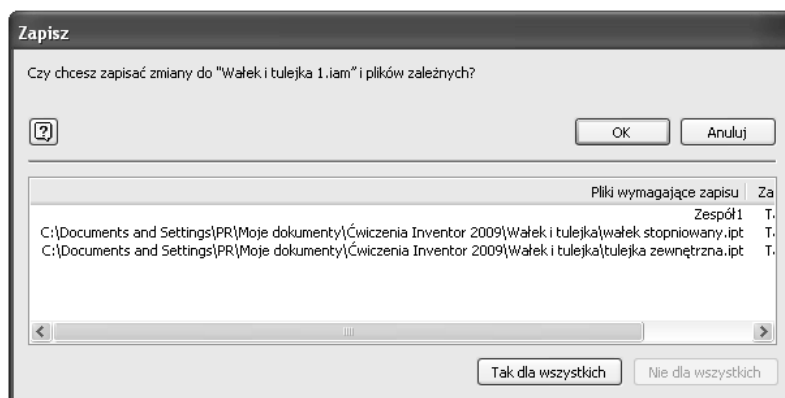 Zapisz
Czy chcesz zapisać zmiany do "Wałek i tulejka 1.iam" i plików zależnych?
OK Anuluj
Pliki wymagające zapisu Za
Zespół1 T.
C:\Documents and Settings\PR\Moje dokumenty\Ćwiczenia Inventor 2009\Wałek i tulejka\wałek stopniowany.ipt T.
C:\Documents and Settings\PR\Moje dokumenty\Ćwiczenia Inventor 2009\Wałek i tulejka\tulejka zewnętrzna.ipt T.
Tak dla wszystkich Nie dla wszystkich